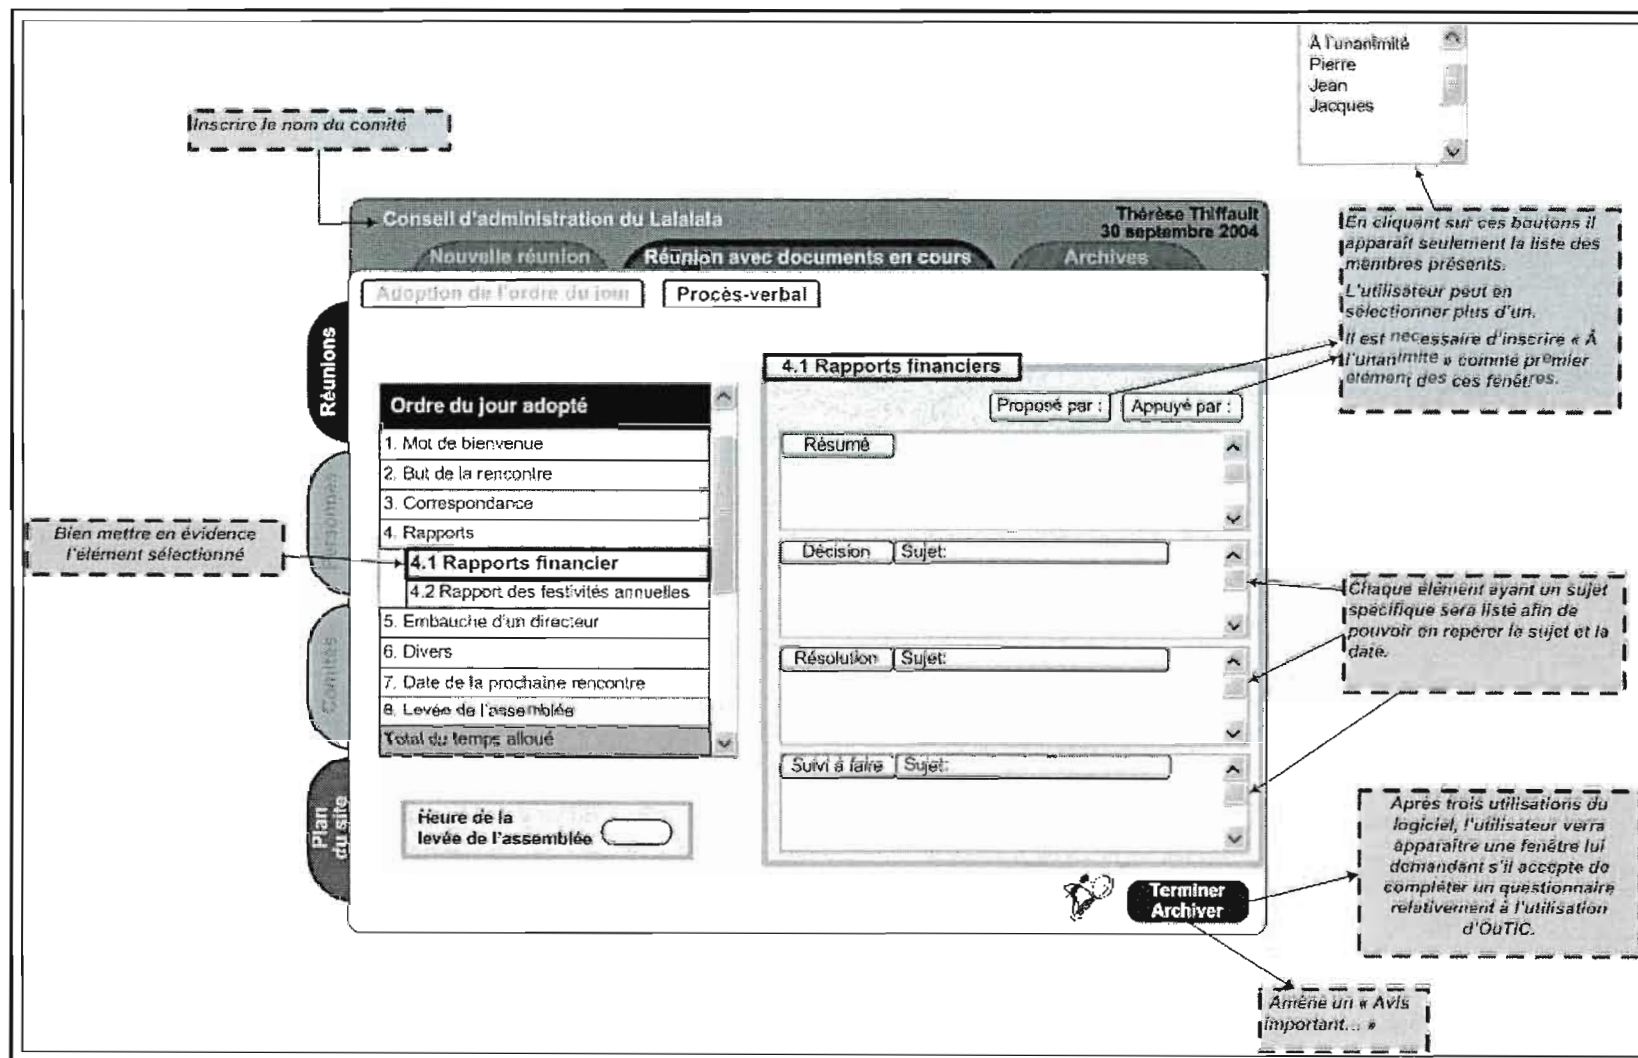 À l'unanimité
Pierre
Jean
Jacques
Inscrire le nom du comité
Conseil d'administration du Lalalala
Thérèse Thiffault
30 septembre 2004
Nouvelle réunion
Réunion avec documents en cours
Archives
Adoption de l'ordre du jour
Procès-verbal
En cliquant sur ces boutons il
apparaît seulement la liste des
membres présents.
L'utilisateur peut en
sélectionner plus d'un.
Il est nécessaire d'inscrire « À
l'unanimité » comme premier
élément des ces fenêtres.
Réunions
Personnes
Comités
Plan
du site
Ordre du jour adopté
1. Mot de bienvenue
2. But de la rencontre
3. Correspondance
4. Rapports
4.1 Rapports financier
4.2 Rapport des festivités annuelles
5. Embauche d'un directeur
6. Divers
7. Date de la prochaine rencontre
8. Levée de l'assemblée
Total du temps alloué
Bien mettre en évidence
l'élément sélectionné
Heure de la
levée de l'assemblée
4.1 Rapports financiers
Proposé par :
Appuyé par :
Résumé
Décision
Sujet:
Résolution
Sujet:
Suivi à faire
Sujet:
Chaque élément ayant un sujet
spécifique sera listé afin de
pouvoir en repérer le sujet et la
date.
Terminer
Archiver
Après trois utilisations du
logiciel, l'utilisateur verra
apparaître une fenêtre lui
demandant s'il accepte de
compléter un questionnaire
relativement à l'utilisation
d'OuTIC.
Amène un « Avis
important... »